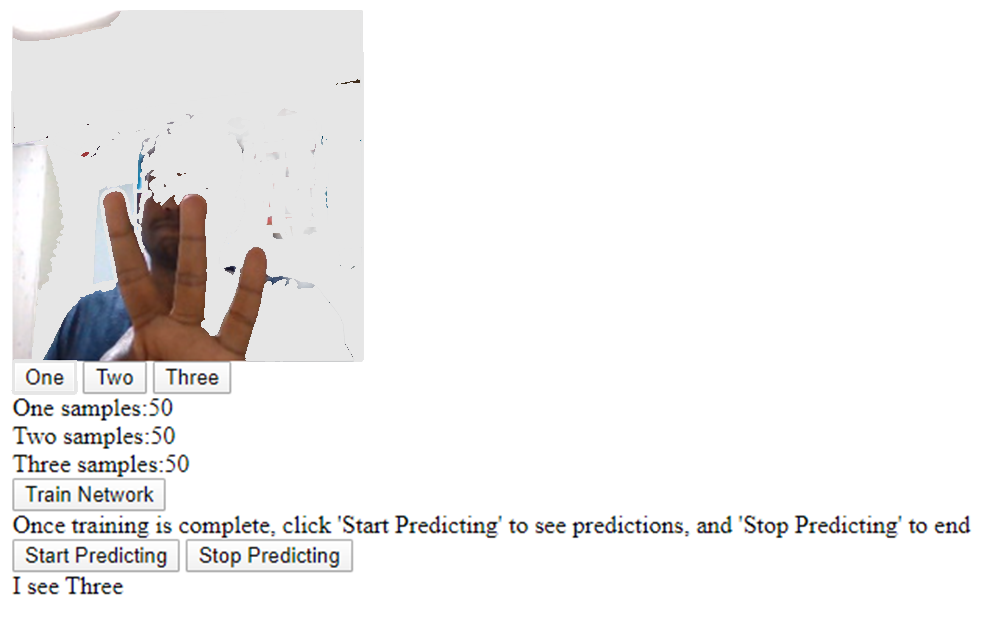 One Two Three
One samples:50
Two samples:50
Three samples:50
Train Network
Once training is complete, click 'Start Predicting' to see predictions, and 'Stop Predicting' to end
Start Predicting Stop Predicting
I see Three